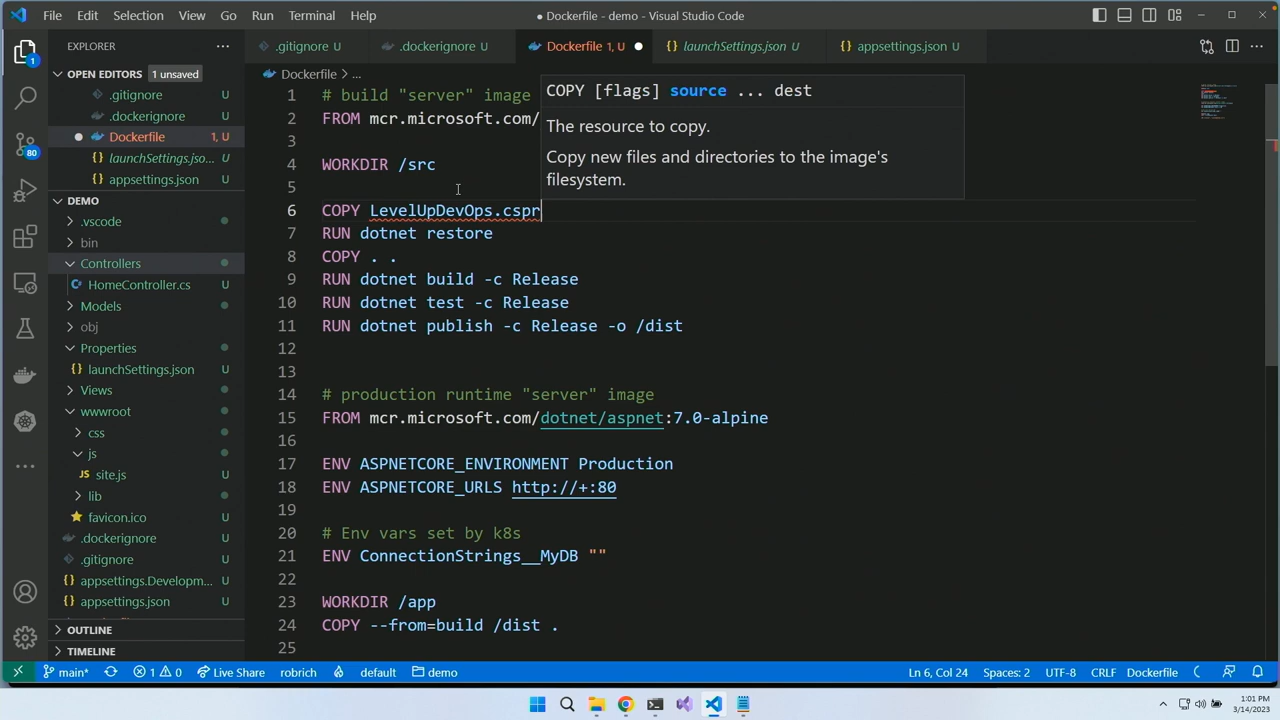 File Edit Selection View Go Run Terminal Help
● Dockerfile - demo - Visual Studio Code
EXPLORER
OPEN EDITORS 1 unsaved
.gitignore
.dockerignore
Dockerfile 1, U
launchSettings.jso...
appsettings.json U
DEMO
.vscode
bin
Controllers
HomeController.cs U
Models
obj
Properties
launchSettings.json U
Views
wwwroot
css
js
site.js U
lib
favicon.ico U
.dockerignore U
.gitignore U
appsettings.Developm... U
appsettings.json U
OUTLINE
TIMELINE
1
80
.gitignore U
.dockerignore U
Dockerfile 1, U
launchSettings.json U
appsettings.json U
Dockerfile > ...
1 # build "server" image
2 FROM mcr.microsoft.com/
3
4 WORKDIR /src
5
6 COPY LevelUpDevOps.cspr
7 RUN dotnet restore
8 COPY . .
9 RUN dotnet build -c Release
10 RUN dotnet test -c Release
11 RUN dotnet publish -c Release -o /dist
12
13
14 # production runtime "server" image
15 FROM mcr.microsoft.com/dotnet/aspnet:7.0-alpine
16
17 ENV ASPNETCORE_ENVIRONMENT Production
18 ENV ASPNETCORE_URLS http://+:80
19
20 # Env vars set by k8s
21 ENV ConnectionStrings__MyDB ""
22
23 WORKDIR /app
24 COPY --from=build /dist .
25
COPY [flags] source ... dest
The resource to copy.
Copy new files and directories to the image's
filesystem.
main* 1 0 Live Share robrich default demo
Ln 6, Col 24 Spaces: 2 UTF-8 CRLF Dockerfile
1:01 PM
3/14/2023